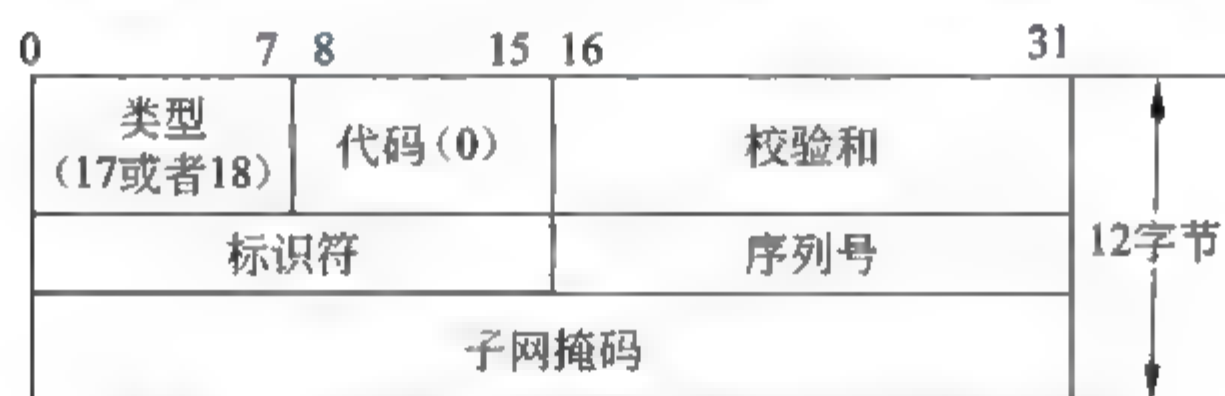 0 7 8 15 16 31
类型
(17或者18)
代码(0)
校验和
标识符
序列号
12字节
子网掩码